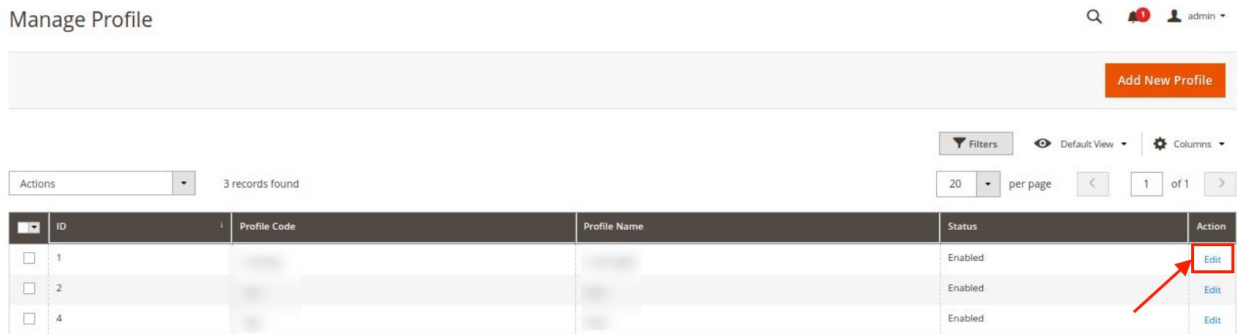 Manage Profile
1 admin
Add New Profile
Filters Default View Columns
Actions 3 records found 20 per page 1 of 1
ID Profile Code Profile Name Status Action
1 Enabled Edit
2 Enabled Edit
4 Enabled Edit